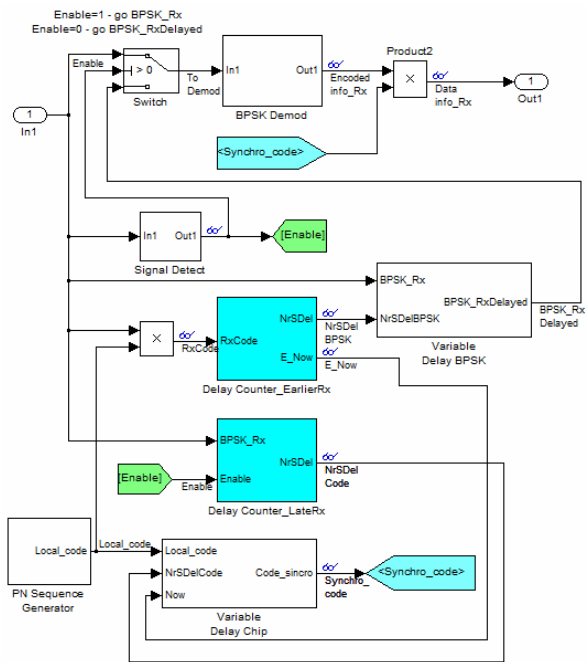 Enable=1 - go BPSK_Rx
Enable=0 - go BPSK_RxDelayed
Enable
> 0
Switch
To
Demod
In1
Out1
BPSK Demod
Encoded
info_Rx
Product2
×
Data
info_Rx
1
Out1
1
In1
<Synchro_code>
In1
Out1
Signal Detect
[Enable]
BPSK_Rx
NrSDelBPSK
BPSK_RxDelayed
Variable
Delay BPSK
BPSK_Rx
Delayed
×
RxCode
RxCode
NrSDel
E_Now
Delay Counter_EarlierRx
NrSDel
BPSK
E_Now
BPSK_Rx
Enable
NrSDel
Delay Counter_LateRx
[Enable]
Enable
NrSDel
Code
Local_code
PN Sequence
Generator
Local_code
Local_code
NrSDelCode
Now
Code_sincro
Variable
Delay Chip
Synchro_
code
<Synchro_code>